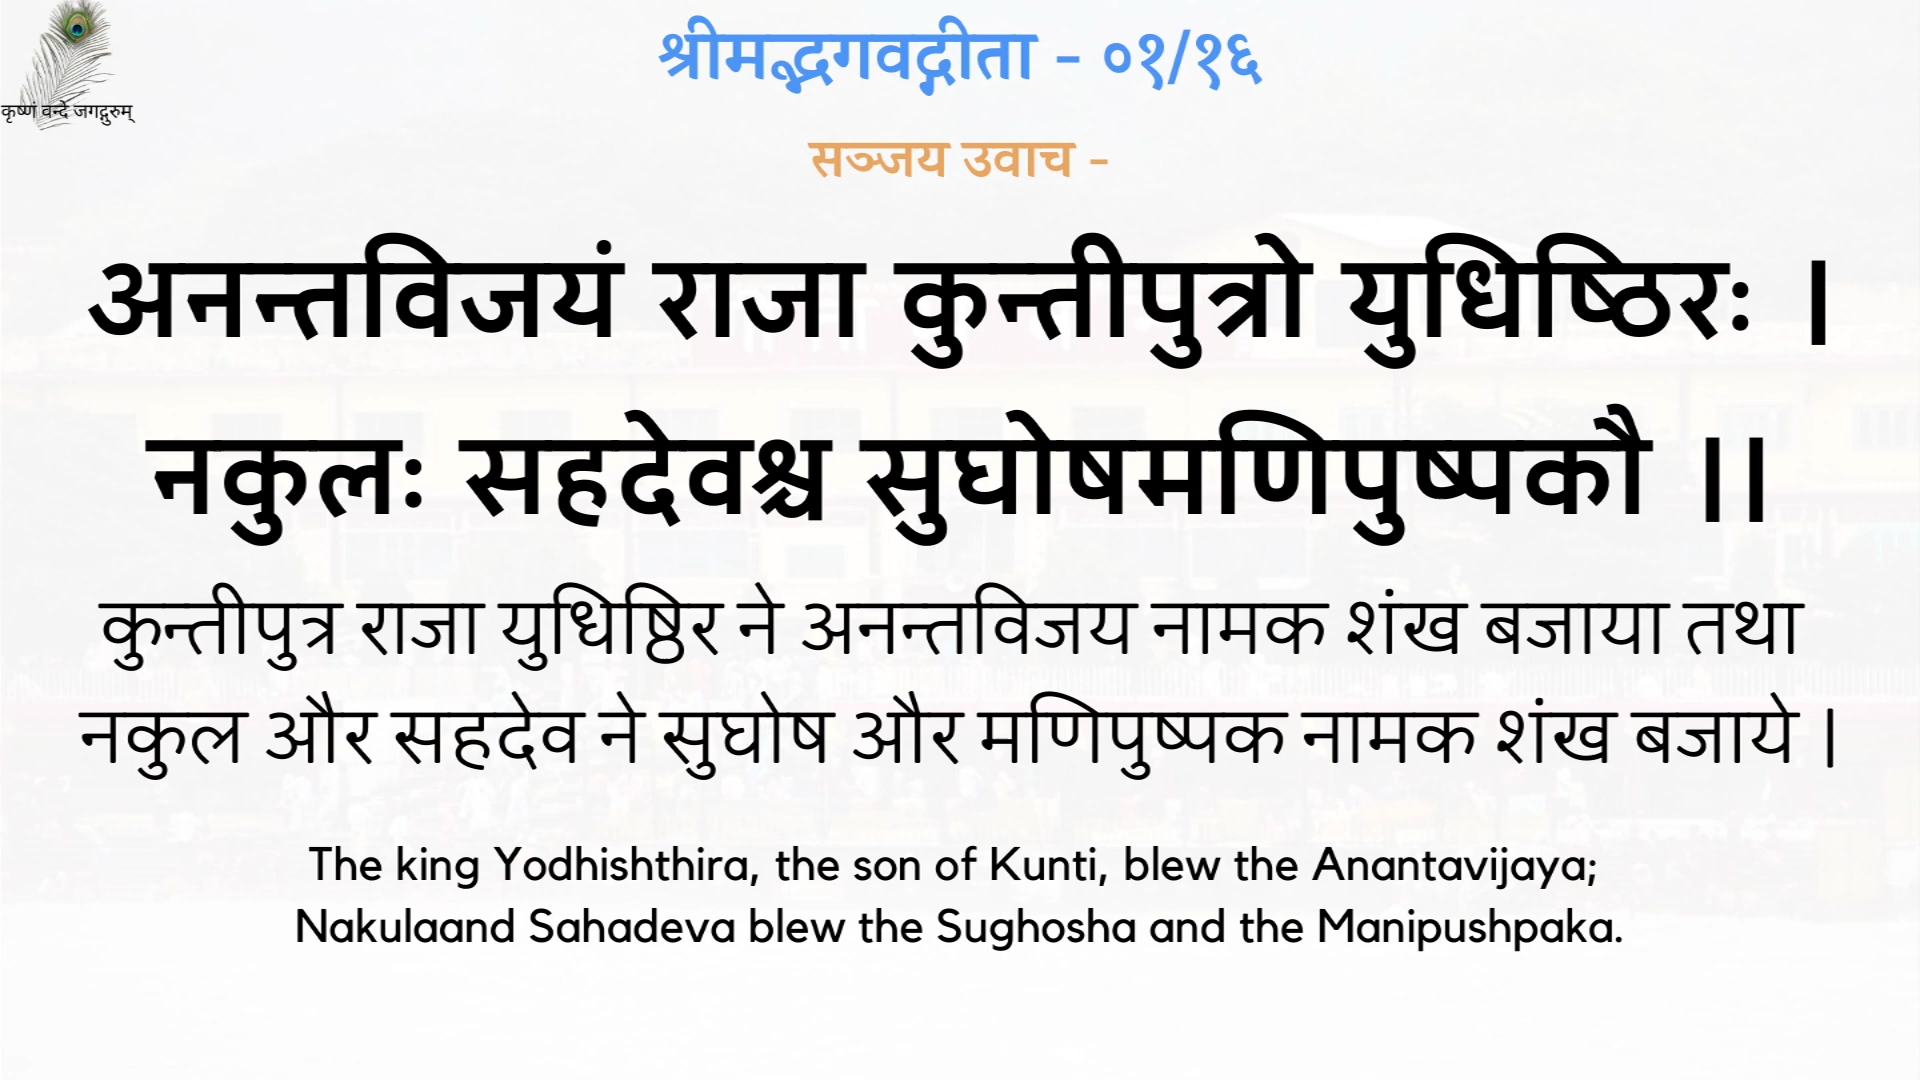 श्रीमद्भगवद्गीता - ०१/१६
कृष्णं वन्दे जगद्गुरुम्
सञ्जय उवाच -
अनन्तविजयं राजा कुन्तीपुत्रो युधिष्ठिरः |
नकुलः सहदेवश्च सुघोषमणिपुष्पकौ ||
कुन्तीपुत्र राजा युधिष्ठिर ने अनन्तविजय नामक शंख बजाया तथा
नकुल और सहदेव ने सुघोष और मणिपुष्पक नामक शंख बजाये |
The king Yodhishthira, the son of Kunti, blew the Anantavijaya;
Nakulaand Sahadeva blew the Sughosha and the Manipushpaka.